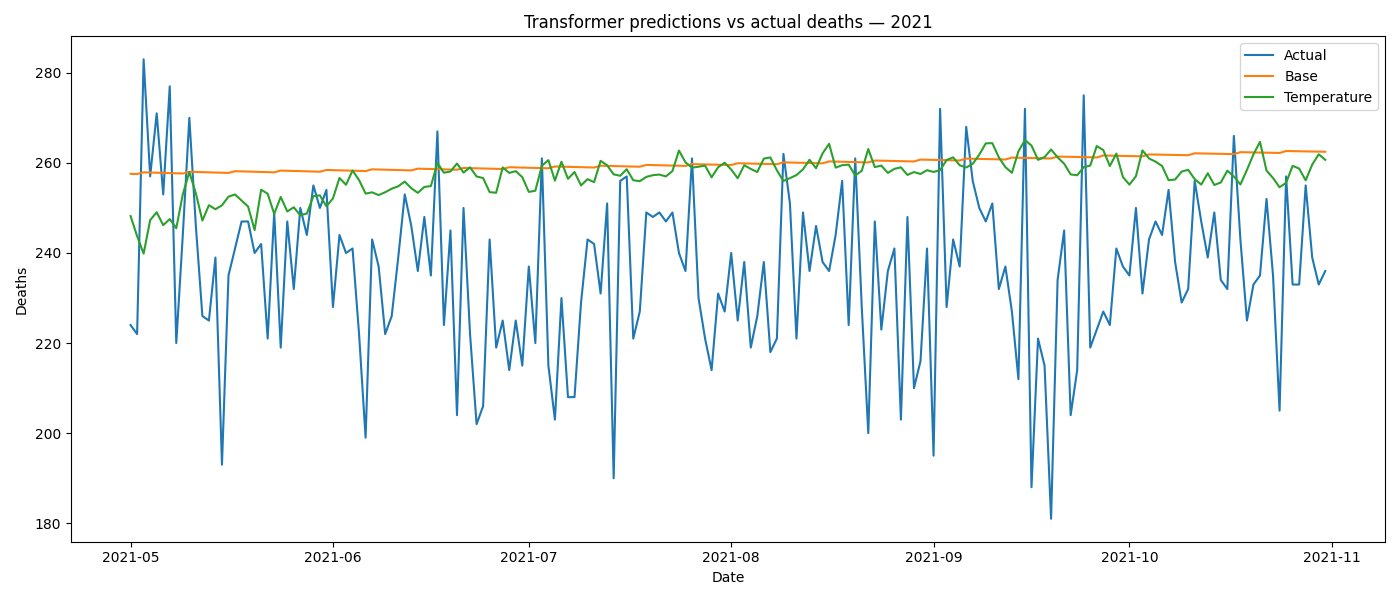 Transformer predictions vs actual deaths — 2021
Actual
Base
Temperature
Deaths
280
260
240
220
200
180
2021-05
2021-06
2021-07
2021-08
2021-09
2021-10
2021-11
Date